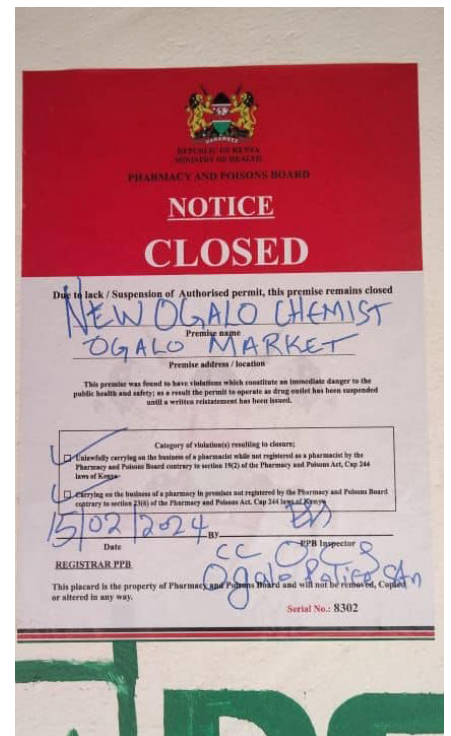 HARAMBEE
REPUBLIC OF KENYA
MINISTRY OF HEALTH
PHARMACY AND POISONS BOARD
NOTICE
CLOSED
Due to lack / Suspension of Authorised permit, this premise remains closed
NEW OGALO CHEMIST
Premise name
OGALO MARKET
Premise address / location
This premise was found to have violations which constitute an immediate danger to the
public health and safety; as a result the permit to operate as drug outlet has been suspended
until a written reistatement has been issued.
Category of violation(s) resulting to closure;
Unlawfully carrying on the business of a pharmacist while not registered as a pharmacist by the
Pharmacy and Poisons Board contrary to section 19(2) of the Pharmacy and Poisons Act, Cap 244
laws of Kenya
Carrying on the business of a pharmacy in premises not registered by the Pharmacy and Poisons Board
contrary to section 23(6) of the Pharmacy and Poisons Act. Cap 244 laws of Kenya
15/02/2024 BY
Date PPB Inspector
CC OCS
REGISTRAR PPB
Ogalo Police Stn
This placard is the property of Pharmacy and Poisons Board and will not be removed, Copied
or altered in any way.
Serial No.: 8302